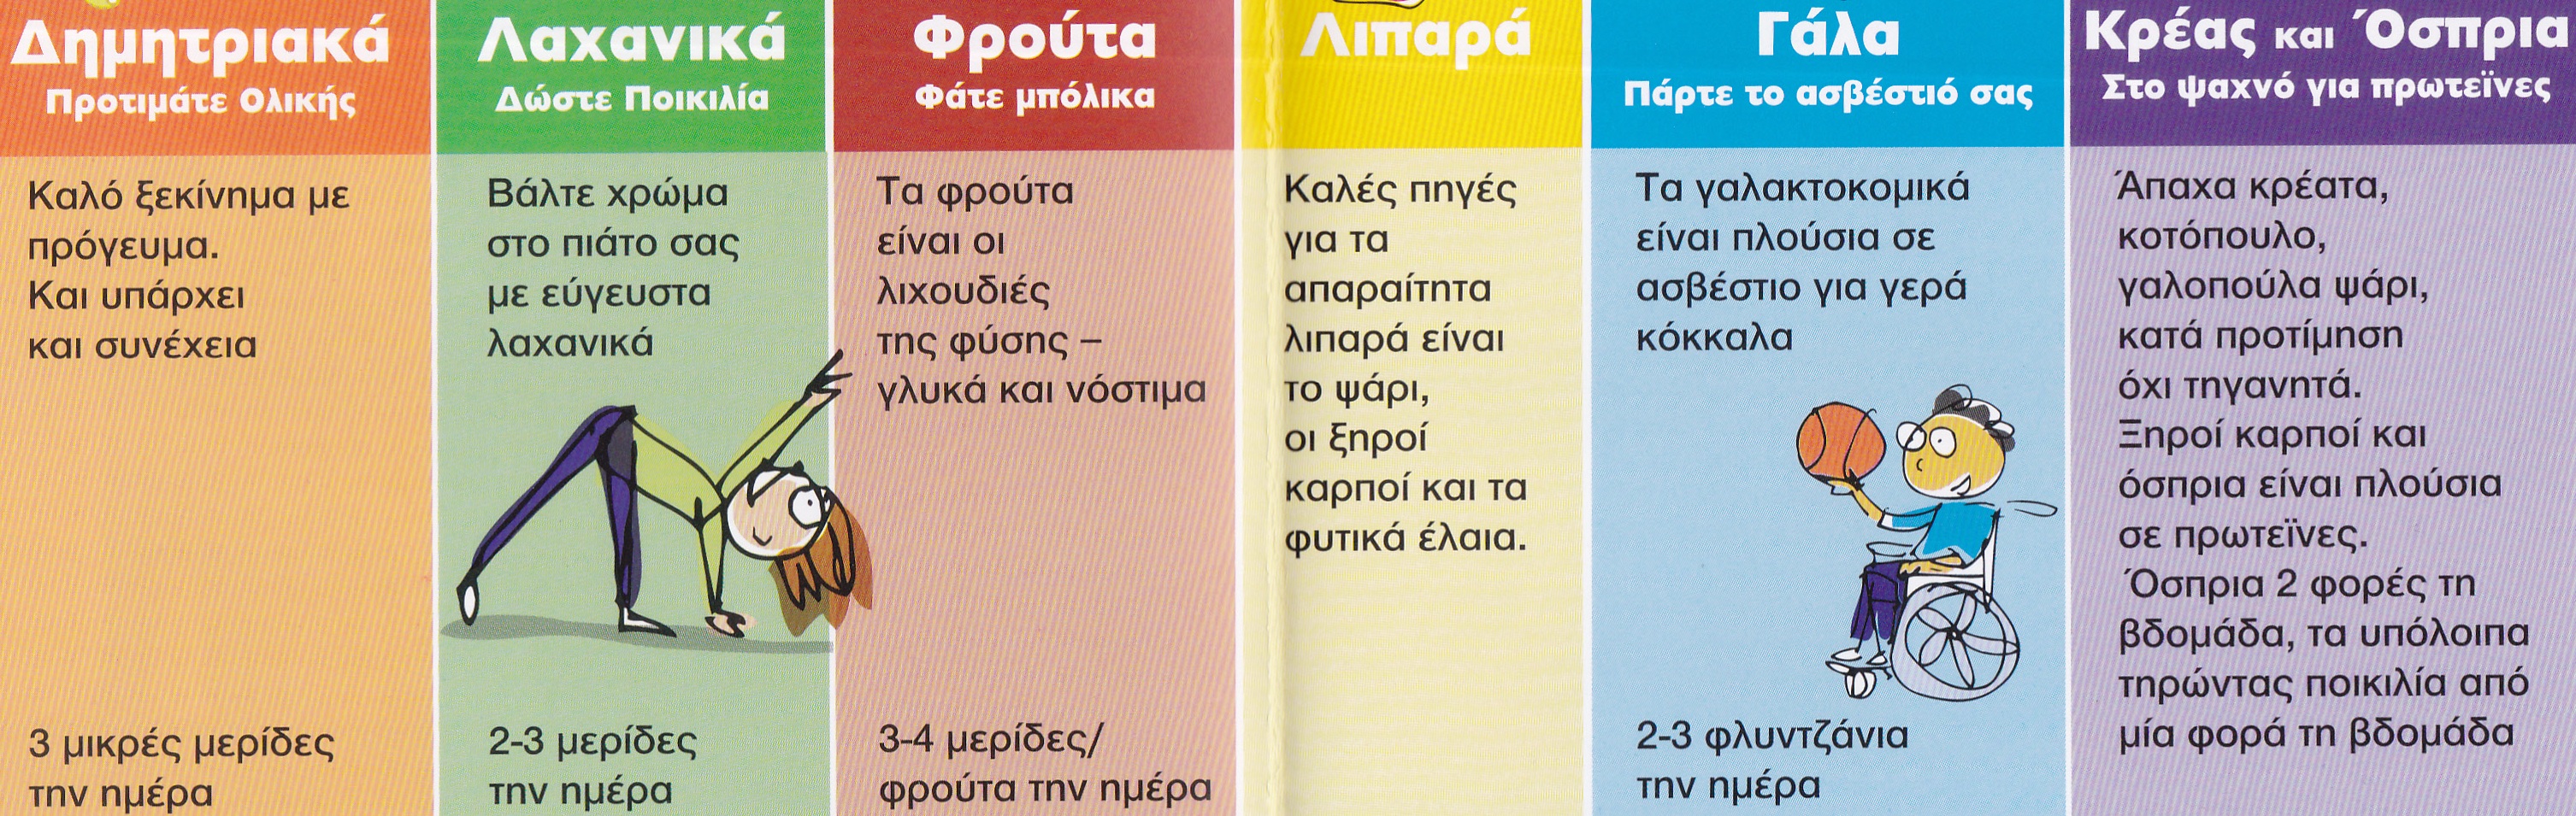 Δημητριακά
Προτιμάτε Ολικής
Καλό ξεκίνημα με
πρόγευμα.
Και υπάρχει
και συνέχεια
3 μικρές μερίδες
την ημέρα
Λαχανικά
Δώστε Ποικιλία
Βάλτε χρώμα
στο πιάτο σας
με εύγευστα
λαχανικά
2-3 μερίδες
την ημέρα
Φρούτα
Φάτε μπόλικα
Τα φρούτα
είναι οι
λιχουδιές
της φύσης –
γλυκά και νόστιμα
3-4 μερίδες/
φρούτα την ημέρα
Λιπαρά
Καλές πηγές
για τα
απαραίτητα
λιπαρά είναι
το ψάρι,
οι ξηροί
καρποί και τα
φυτικά έλαια.
Γάλα
Πάρτε το ασβέστιό σας
Τα γαλακτοκομικά
είναι πλούσια σε
ασβέστιο για γερά
κόκκαλα
2-3 φλυντζάνια
την ημέρα
Κρέας και Όσπρια
Στο ψαχνό για πρωτεϊνες
Άπαχα κρέατα,
κοτόπουλο,
γαλοπούλα ψάρι,
κατά προτίμηση
όχι τηγανητά.
Ξηροί καρποί και
όσπρια είναι πλούσια
σε πρωτεϊνες.
Όσπρια 2 φορές τη
βδομάδα, τα υπόλοιπα
τηρώντας ποικιλία από
μία φορά τη βδομάδα